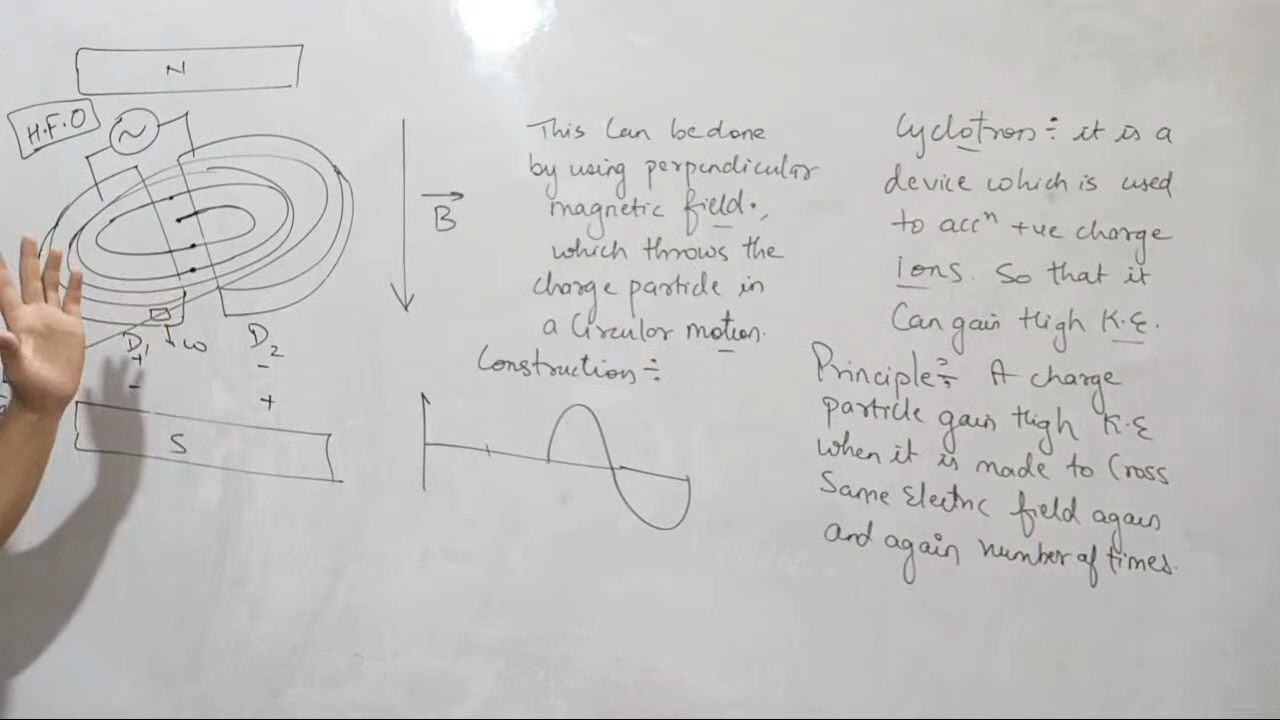 N
H.F.O
B
D1
W
D2
+
-
-
+
S
This Can be done
by using perpendicular
magnetic field.,
which throws the
charge particle in
a Circular motion.
Construction÷
Cyclotron÷ it is a
device which is used
to accⁿ +ve charge
ions. So that it
Can gain High K.E.
Principle÷ A charge
particle gain High K.E
when it is made to Cross
Same Electric field again
and again number of times.